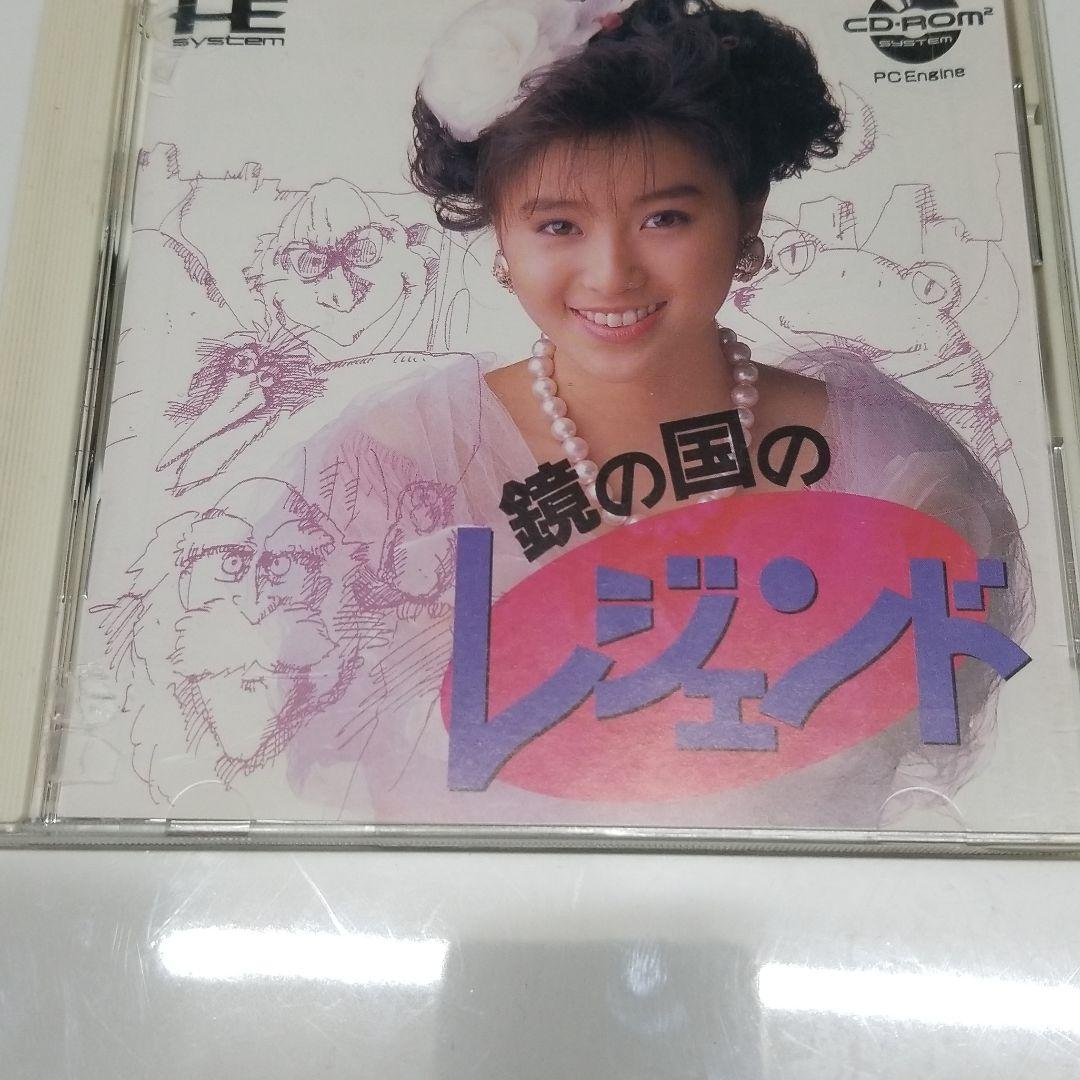 HE
system
CD-ROM²
SYSTEM
PC Engine
鏡の国の
レジェンド